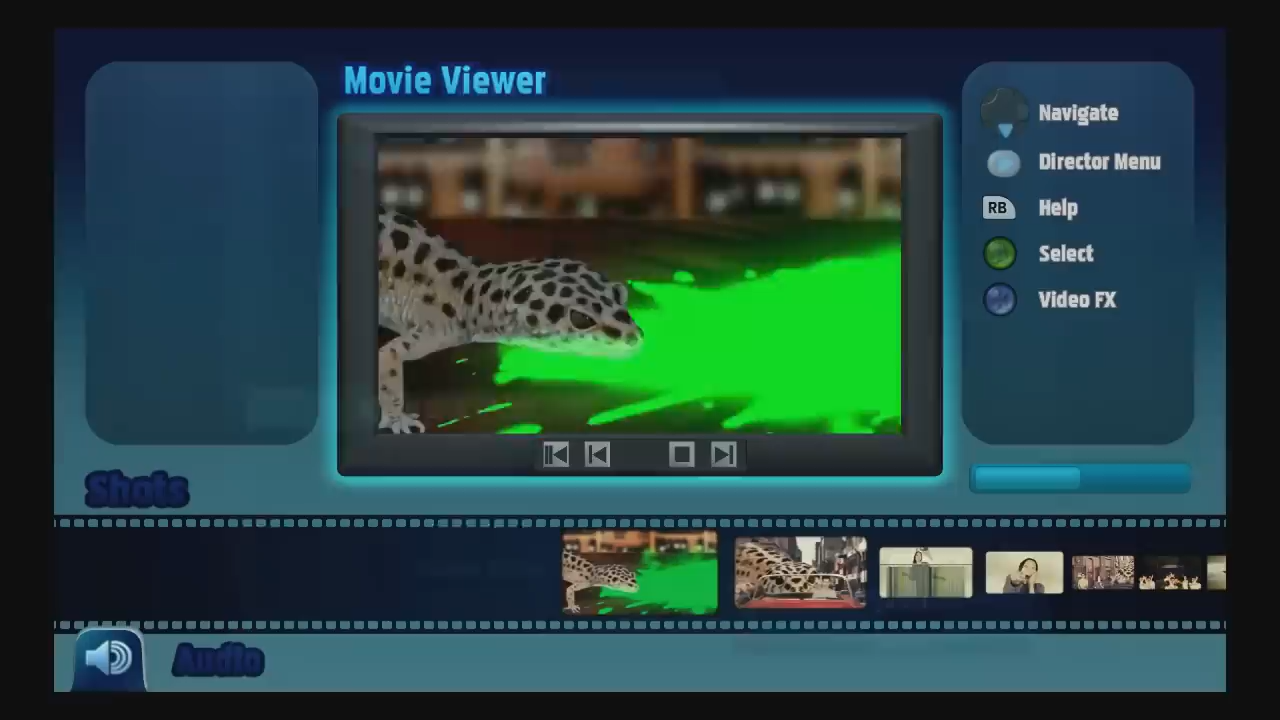 Movie Viewer
Navigate
Director Menu
RB Help
Select
Video FX
Shots
Audio